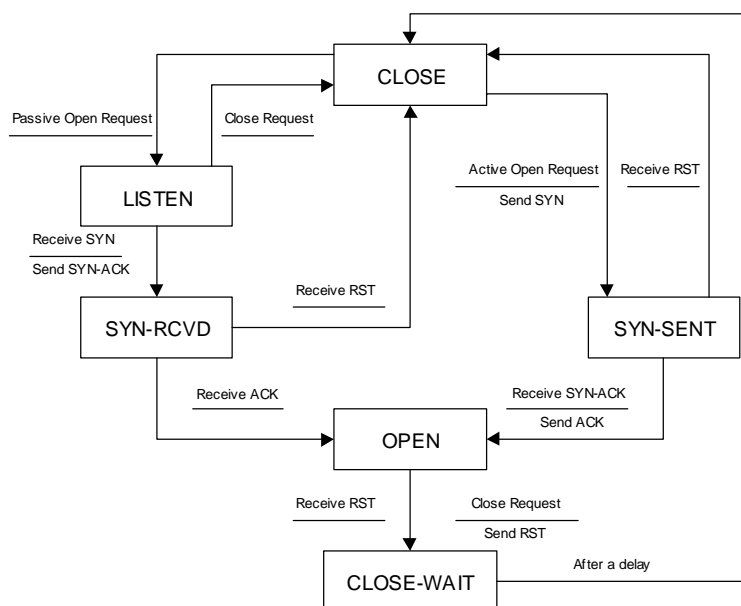 CLOSE
Passive Open Request
Close Request
Active Open Request
Send SYN
Receive RST
LISTEN
Receive SYN
Send SYN-ACK
Receive RST
SYN-RCVD
SYN-SENT
Receive ACK
Receive SYN-ACK
Send ACK
OPEN
Receive RST
Close Request
Send RST
CLOSE-WAIT
After a delay